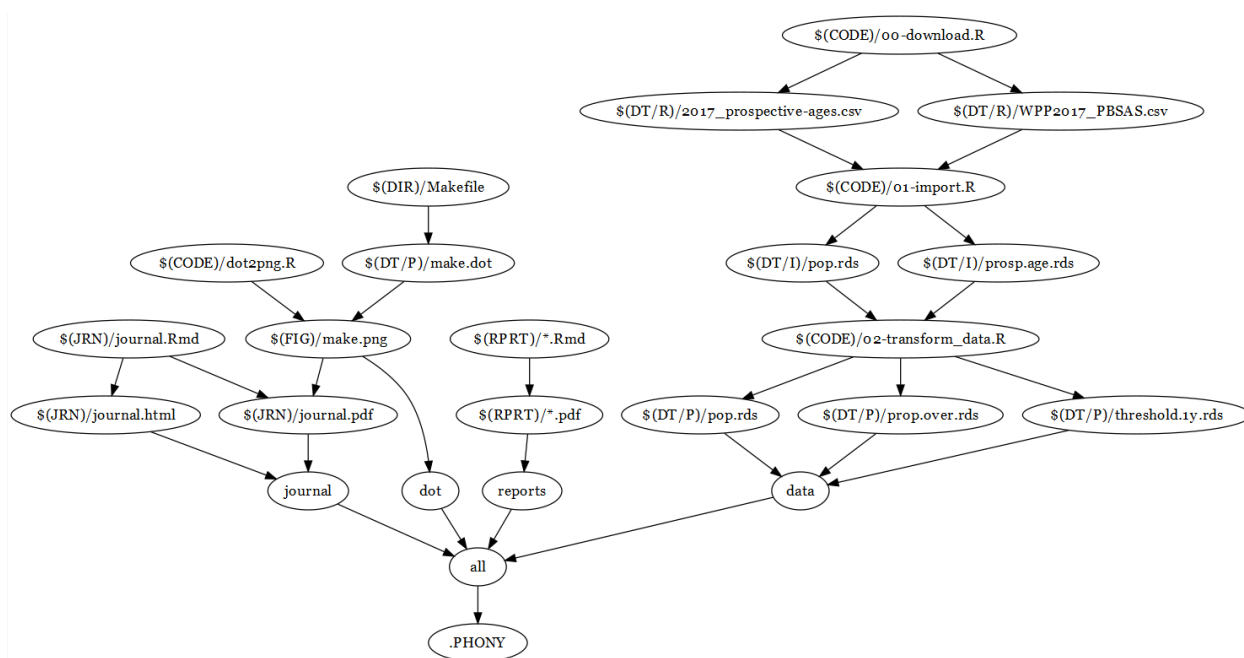 $(CODE)/00-download.R
$(DT/R)/2017_prospective-ages.csv
$(DT/R)/WPP2017_PBSAS.csv
$(DIR)/Makefile
$(CODE)/01-import.R
$(CODE)/dot2png.R
$(DT/P)/make.dot
$(DT/I)/pop.rds
$(DT/I)/prosp.age.rds
$(JRN)/journal.Rmd
$(FIG)/make.png
$(RPRT)/*.Rmd
$(CODE)/02-transform_data.R
$(JRN)/journal.html
$(JRN)/journal.pdf
$(RPRT)/*.pdf
$(DT/P)/pop.rds
$(DT/P)/prop.over.rds
$(DT/P)/threshold.1y.rds
journal
dot
reports
data
all
.PHONY